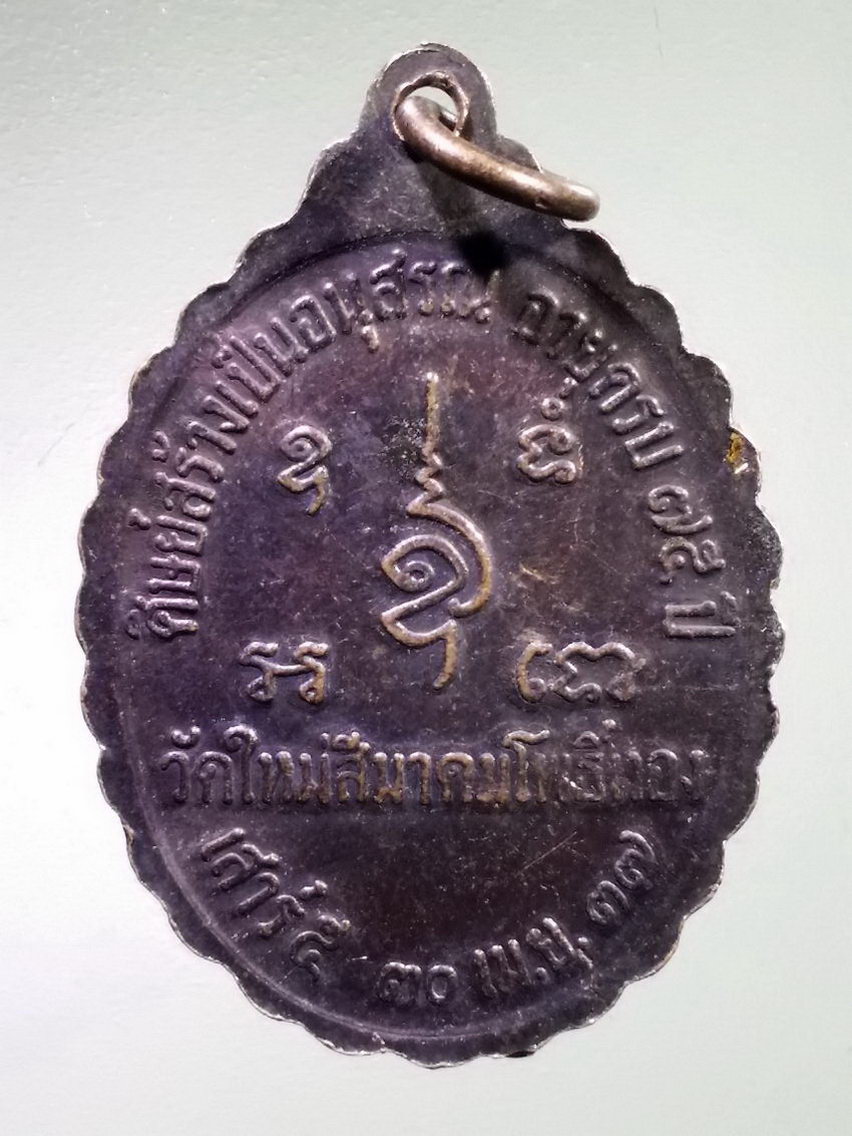 ศิษย์สร้างเป็นอนุสรณ์ อายุครบ ๗๕ ปี
วัดใหม่สีมาคมโพธิ์ทอง
เสาร์ ๕ ๓๐ เม.ย. ๓๗